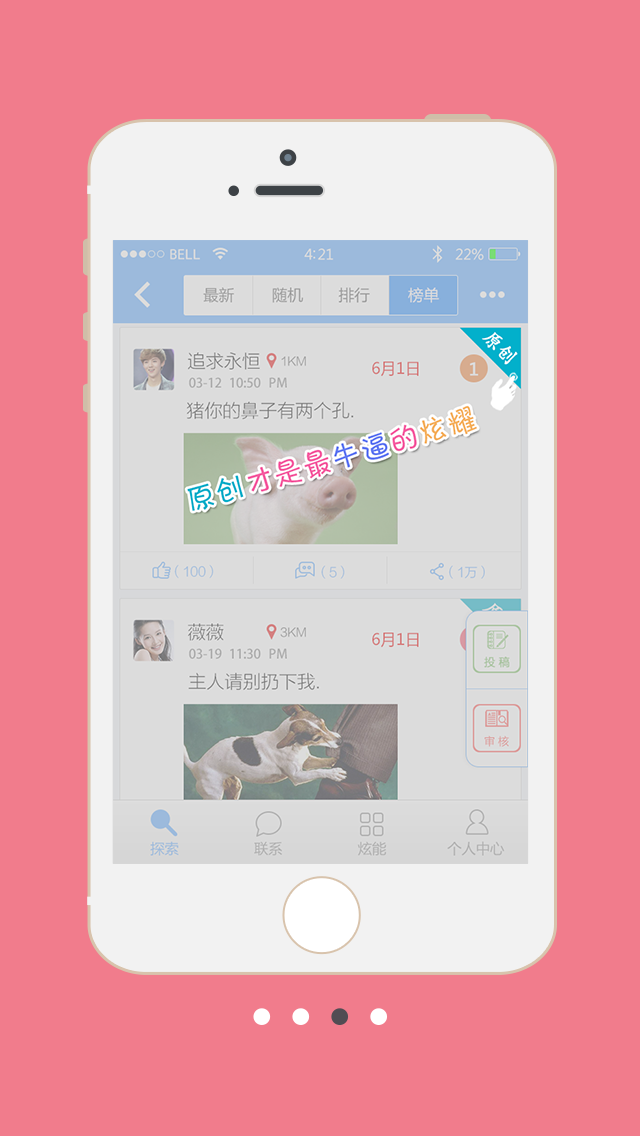 BELL 4:21 22%
最新 随机 排行 榜单
原创
追求永恒 1KM
6月1日
1
03-12 10:50 PM
猪你的鼻子有两个孔.
原创才是最牛逼的炫耀
(100) (5) (1万)
薇薇 3KM
6月1日
03-19 11:30 PM
主人请别扔下我.
投稿
审核
探索 联系 炫能 个人中心